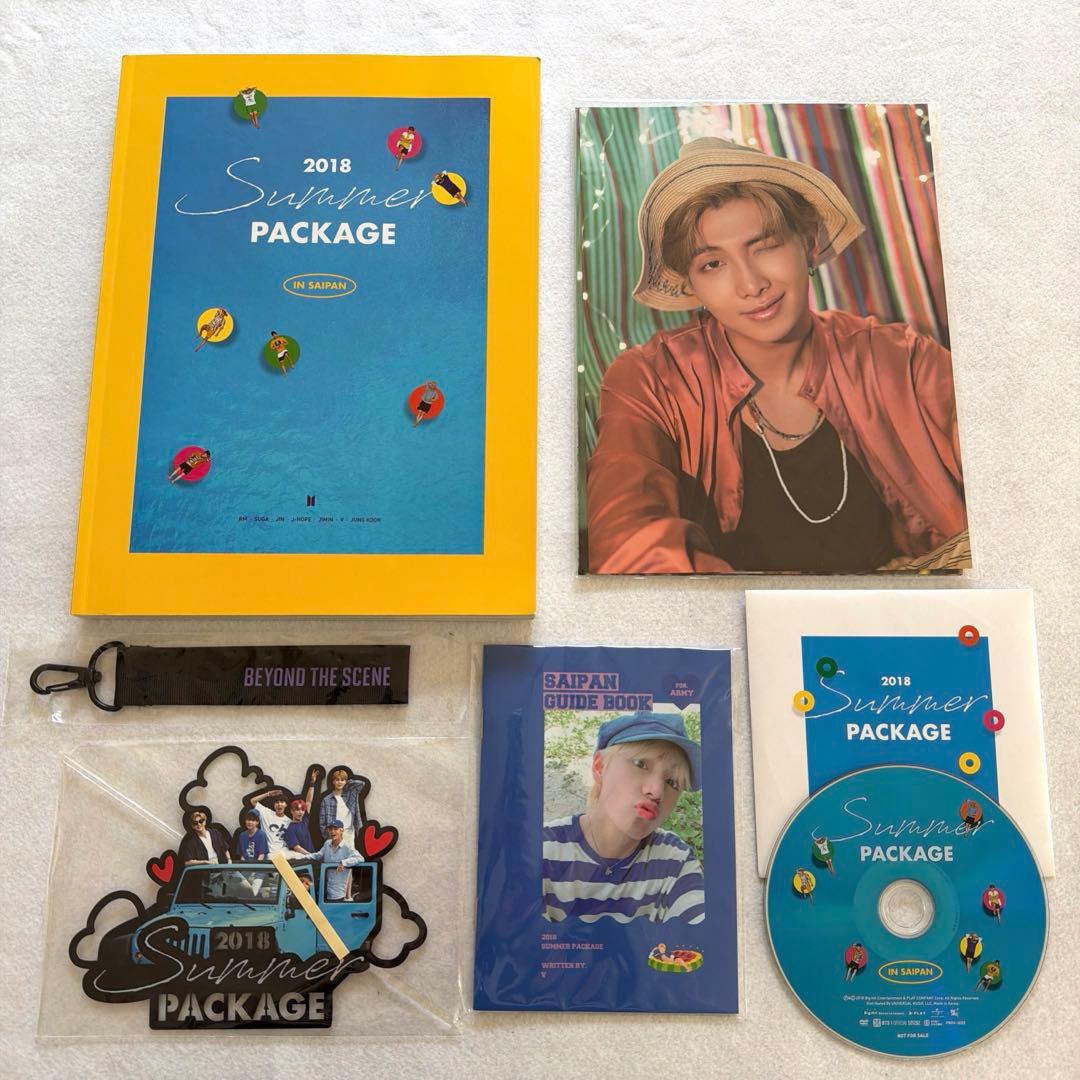 2018
Summer
PACKAGE
IN SAIPAN
RM · SUGA · JIN · J-HOPE · JIMIN · V · JUNG KOOK
BEYOND THE SCENE
SAIPAN
GUIDE BOOK
FOR.
ARMY
2018
SUMMER PACKAGE
WRITTEN BY.
V
2018
Summer
PACKAGE
2018
Summer
PACKAGE
Summer
PACKAGE
IN SAIPAN
NOT FOR SALE